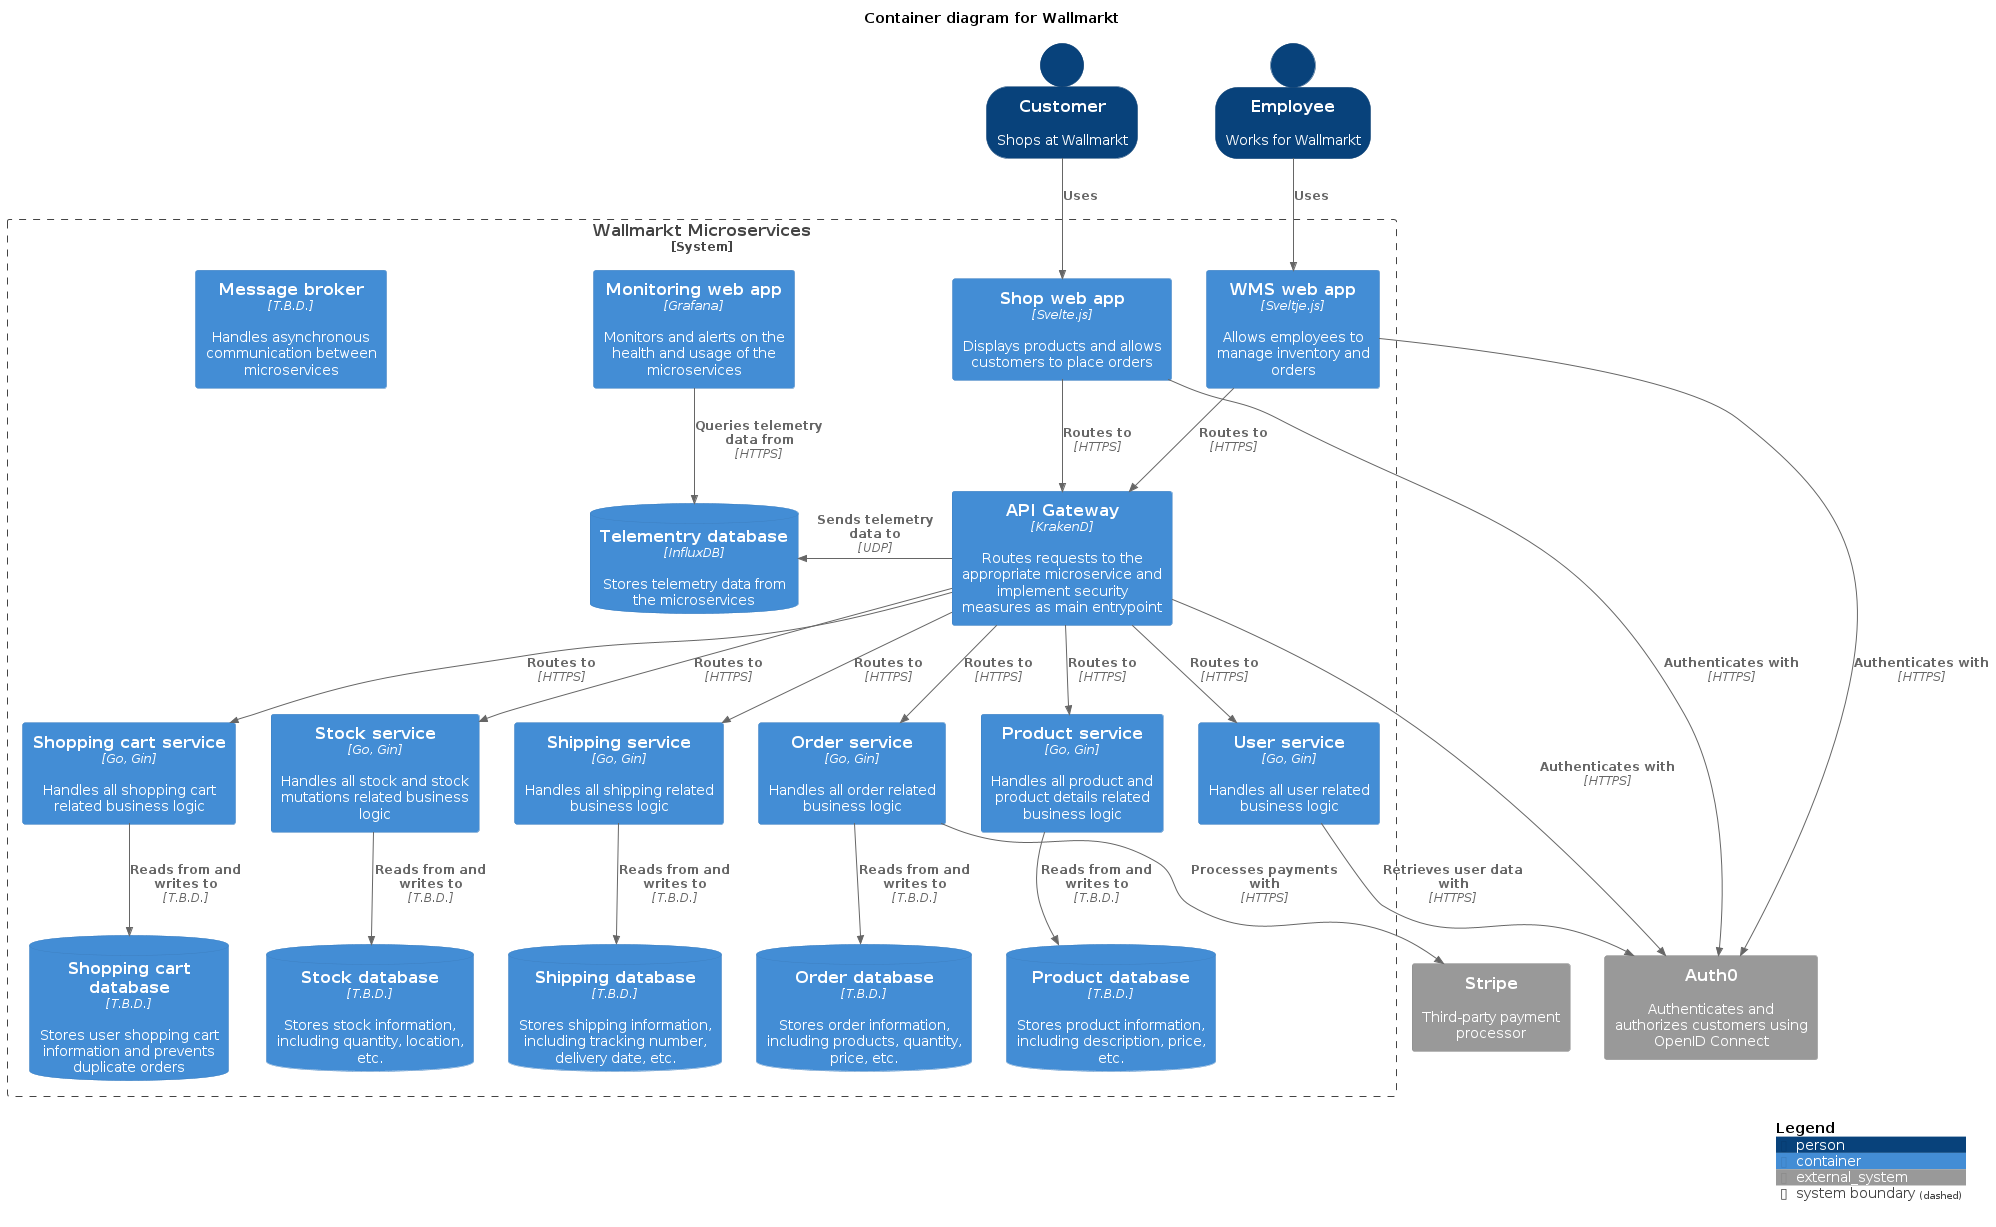 Container diagram for Wallmarkt
Customer
Shops at Wallmarkt
Employee
Works for Wallmarkt
Uses
Uses
Wallmarkt Microservices
[System]
Message broker
[T.B.D.]
Handles asynchronous
communication between
microservices
Monitoring web app
[Grafana]
Monitors and alerts on the
health and usage of the
microservices
Shop web app
[Svelte.js]
Displays products and allows
customers to place orders
WMS web app
[Sveltje.js]
Allows employees to
manage inventory and
orders
Queries telemetry
data from
[HTTPS]
Routes to
[HTTPS]
Routes to
[HTTPS]
Telementry database
[InfluxDB]
Stores telemetry data from
the microservices
Sends telemetry
data to
[UDP]
API Gateway
[KrakenD]
Routes requests to the
appropriate microservice and
implement security
measures as main entrypoint
Routes to
[HTTPS]
Routes to
[HTTPS]
Routes to
[HTTPS]
Routes to
[HTTPS]
Routes to
[HTTPS]
Routes to
[HTTPS]
Authenticates with
[HTTPS]
Authenticates with
[HTTPS]
Authenticates with
[HTTPS]
Shopping cart service
[Go, Gin]
Handles all shopping cart
related business logic
Stock service
[Go, Gin]
Handles all stock and stock
mutations related business
logic
Shipping service
[Go, Gin]
Handles all shipping related
business logic
Order service
[Go, Gin]
Handles all order related
business logic
Product service
[Go, Gin]
Handles all product and
product details related
business logic
User service
[Go, Gin]
Handles all user related
business logic
Reads from and
writes to
[T.B.D.]
Reads from and
writes to
[T.B.D.]
Reads from and
writes to
[T.B.D.]
Reads from and
writes to
[T.B.D.]
Reads from and
writes to
[T.B.D.]
Processes payments
with
[HTTPS]
Retrieves user data
with
[HTTPS]
Shopping cart
database
[T.B.D.]
Stores user shopping cart
information and prevents
duplicate orders
Stock database
[T.B.D.]
Stores stock information,
including quantity, location,
etc.
Shipping database
[T.B.D.]
Stores shipping information,
including tracking number,
delivery date, etc.
Order database
[T.B.D.]
Stores order information,
including products, quantity,
price, etc.
Product database
[T.B.D.]
Stores product information,
including description, price,
etc.
Stripe
Third-party payment
processor
Auth0
Authenticates and
authorizes customers using
OpenID Connect
Legend
person
container
external_system
system boundary (dashed)